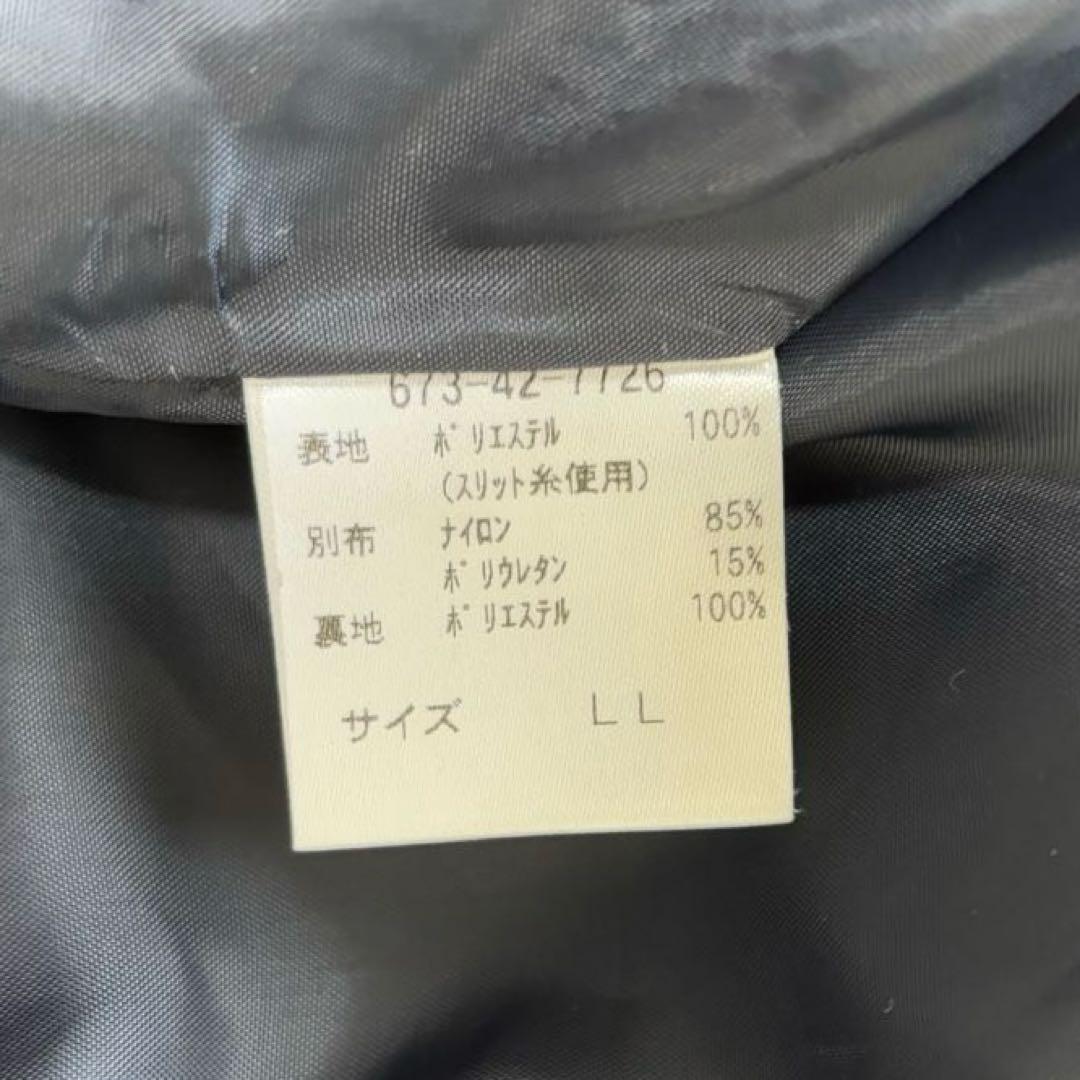 673-42-7726
表地 ﾎﾟﾘｴｽﾃﾙ 100%
(ｽﾘｯﾄ糸使用)
別布 ﾅｲﾛﾝ 85%
ﾎﾟﾘｳﾚﾀﾝ 15%
裏地 ﾎﾟﾘｴｽﾃﾙ 100%
サイズ LL